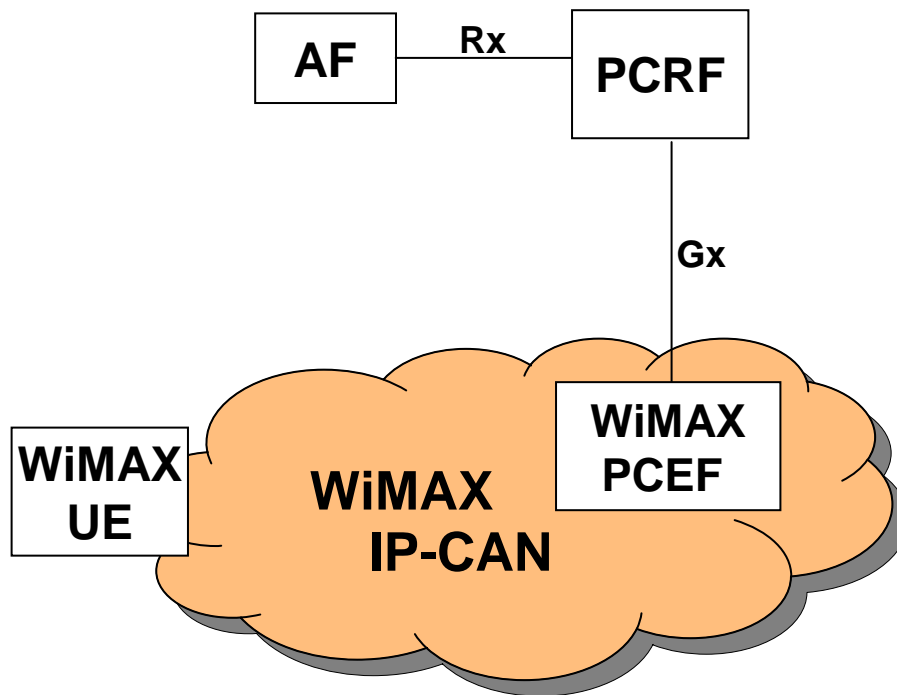 AF
Rx
PCRF
Gx
WiMAX
PCEF
WiMAX
UE
WiMAX
IP-CAN